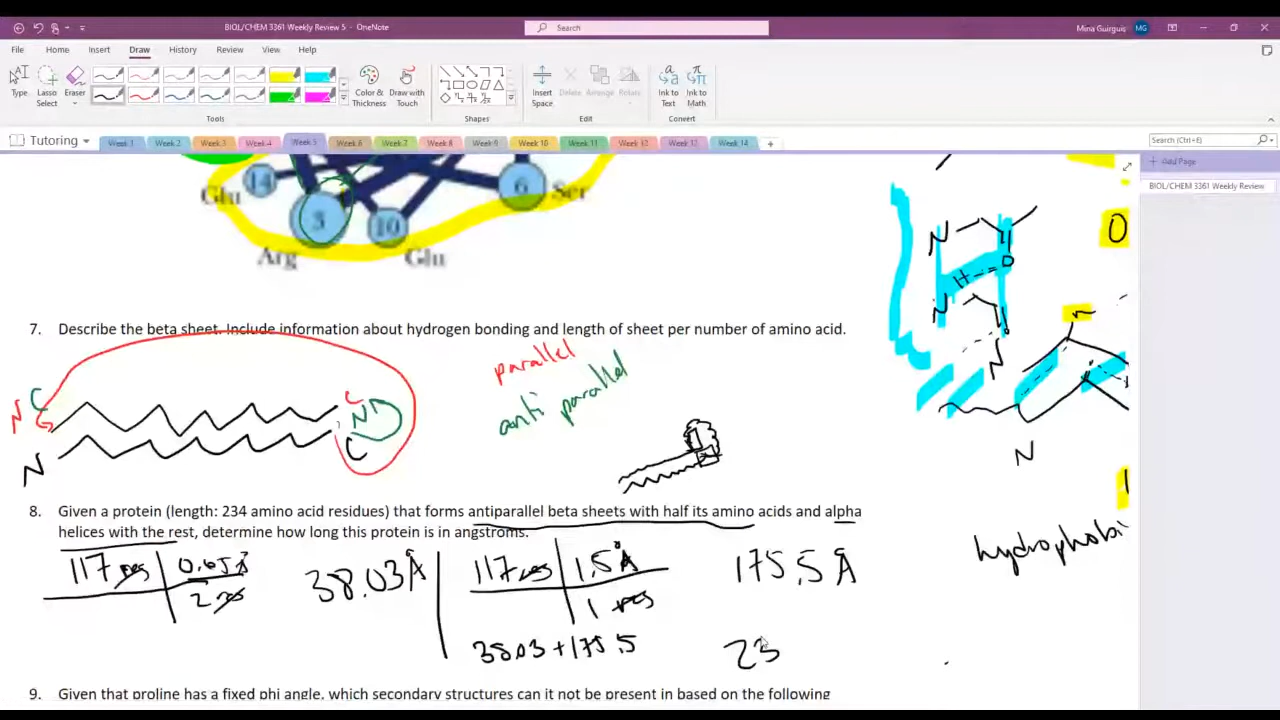 BIOL/CHEM 3361 Weekly Review 5 - OneNote
Search
Mina Guirguis MG
File Home Insert Draw History Review View Help
Type Lasso Select Eraser Color & Thickness Draw with Touch Insert Space Delete Arrange Rotate Ink to Text Ink to Math
Tools Shapes Edit Convert
Tutoring Week 1 Week 2 Week 3 Week 4 Week 5 Week 6 Week 7 Week 8 Week 9 Week 10 Week 11 Week 12 Week 13 Week 14
Search (Ctrl+E)
Add Page
BIOL/CHEM 3361 Weekly Review
Glu 14 3 10 6 Ser
Arg Glu
N O
H
N O
N
N
7. Describe the beta sheet. Include information about hydrogen bonding and length of sheet per number of amino acid.
parallel
anti parallel
N C C N
N C
8. Given a protein (length: 234 amino acid residues) that forms antiparallel beta sheets with half its amino acids and alpha
helices with the rest, determine how long this protein is in angstroms.
117 res 0.65Å 38.03Å 117 res 1.5Å 175.5Å
2 res 1 res
38.03 + 175.5 23
hydrophobi
9. Given that proline has a fixed phi angle, which secondary structures can it not be present in based on the following